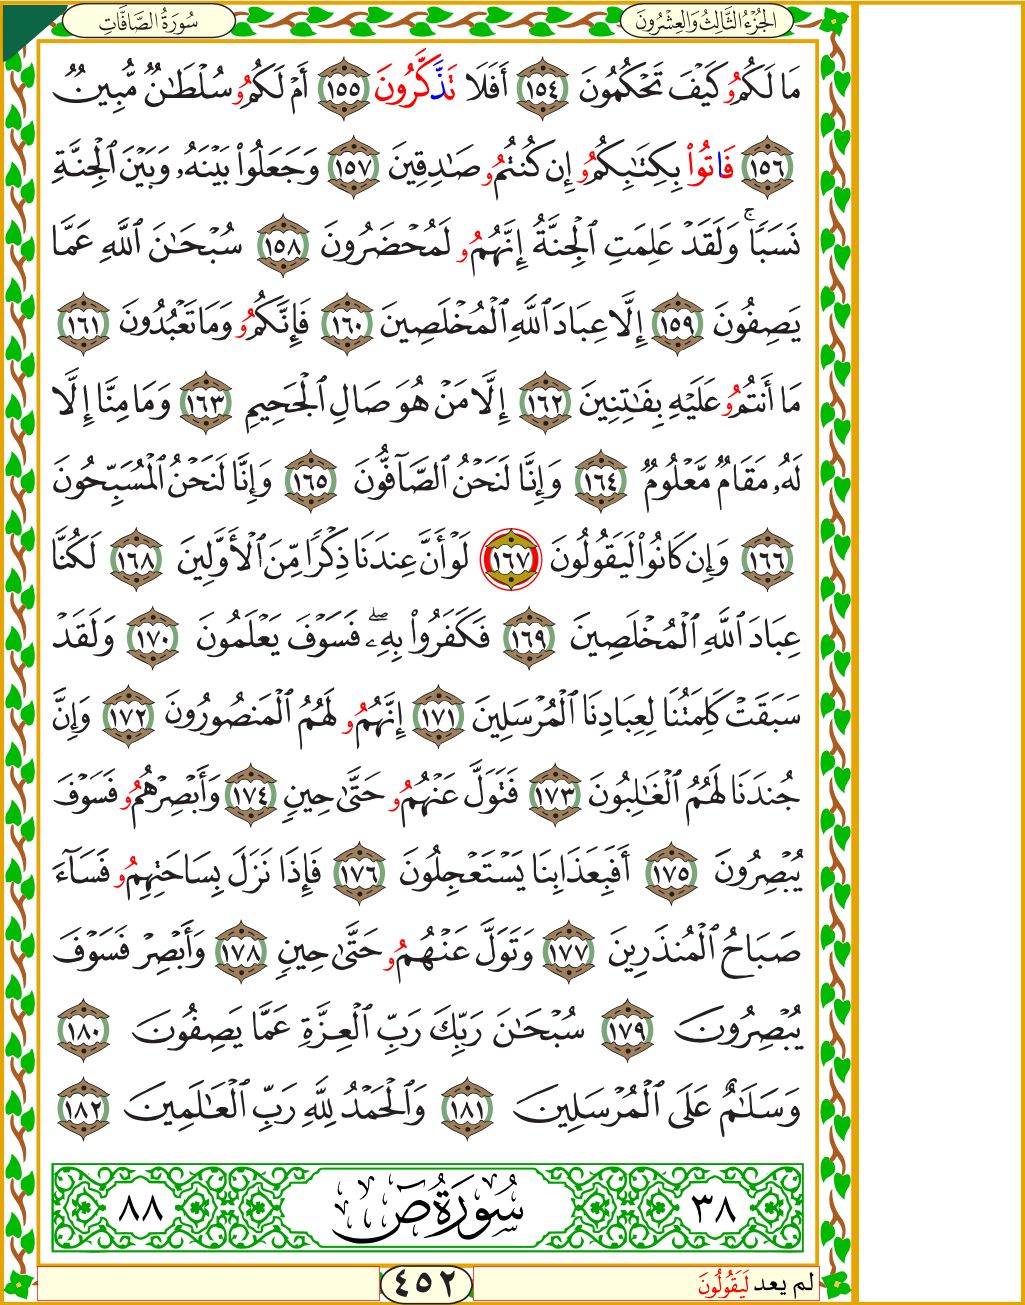 الجُزْءُ الثَّالِثُ وَالعِشْرُونَ
سُورَةُ الصَّافَّاتِ
مَا لَكُمُۥ كَيْفَ تَحْكُمُونَ ١٥٤ أَفَلَا تَذَّكَّرُونَ ١٥٥ أَمْ لَكُمُۥ سُلْطَٰنٌ مُّبِينٌ
١٥٦ فَاتُوا۟ بِكِتَٰبِكُمُۥ إِن كُنتُمُۥ صَٰدِقِينَ ١٥٧ وَجَعَلُوا۟ بَيْنَهُۥ وَبَيْنَ ٱلْجِنَّةِ
نَسَبًا ۚ وَلَقَدْ عَلِمَتِ ٱلْجِنَّةُ إِنَّهُمُۥ لَمُحْضَرُونَ ١٥٨ سُبْحَٰنَ ٱللَّهِ عَمَّا
يَصِفُونَ ١٥٩ إِلَّا عِبَادَ ٱللَّهِ ٱلْمُخْلَصِينَ ١٦٠ فَإِنَّكُمُۥ وَمَا تَعْبُدُونَ ١٦١
مَا أَنتُمُۥ عَلَيْهِ بِفَٰتِنِينَ ١٦٢ إِلَّا مَنْ هُوَ صَالِ ٱلْجَحِيمِ ١٦٣ وَمَا مِنَّا إِلَّا
لَهُۥ مَقَامٌ مَّعْلُومٌ ١٦٤ وَإِنَّا لَنَحْنُ ٱلصَّآفُّونَ ١٦٥ وَإِنَّا لَنَحْنُ ٱلْمُسَبِّحُونَ
١٦٦ وَإِن كَانُوا۟ لَيَقُولُونَ ١٦٧ لَوْ أَنَّ عِندَنَا ذِكْرًا مِّنَ ٱلْأَوَّلِينَ ١٦٨ لَكُنَّا
عِبَادَ ٱللَّهِ ٱلْمُخْلَصِينَ ١٦٩ فَكَفَرُوا۟ بِهِۦ ۖ فَسَوْفَ يَعْلَمُونَ ١٧٠ وَلَقَدْ
سَبَقَتْ كَلِمَتُنَا لِعِبَادِنَا ٱلْمُرْسَلِينَ ١٧١ إِنَّهُمُۥ لَهُمُ ٱلْمَنصُورُونَ ١٧٢ وَإِنَّ
جُندَنَا لَهُمُ ٱلْغَٰلِبُونَ ١٧٣ فَتَوَلَّ عَنْهُمُۥ حَتَّىٰ حِينٍ ١٧٤ وَأَبْصِرْهُمُۥ فَسَوْفَ
يُبْصِرُونَ ١٧٥ أَفَبِعَذَابِنَا يَسْتَعْجِلُونَ ١٧٦ فَإِذَا نَزَلَ بِسَاحَتِهِمُۥ فَسَآءَ
صَبَاحُ ٱلْمُنذَرِينَ ١٧٧ وَتَوَلَّ عَنْهُمُۥ حَتَّىٰ حِينٍ ١٧٨ وَأَبْصِرْ فَسَوْفَ
يُبْصِرُونَ ١٧٩ سُبْحَٰنَ رَبِّكَ رَبِّ ٱلْعِزَّةِ عَمَّا يَصِفُونَ ١٨٠
وَسَلَٰمٌ عَلَى ٱلْمُرْسَلِينَ ١٨١ وَٱلْحَمْدُ لِلَّهِ رَبِّ ٱلْعَٰلَمِينَ ١٨٢
٣٨ سُورَةُ صٓ ٨٨
لم يعد لَيَقُولُونَ
٤٥٢